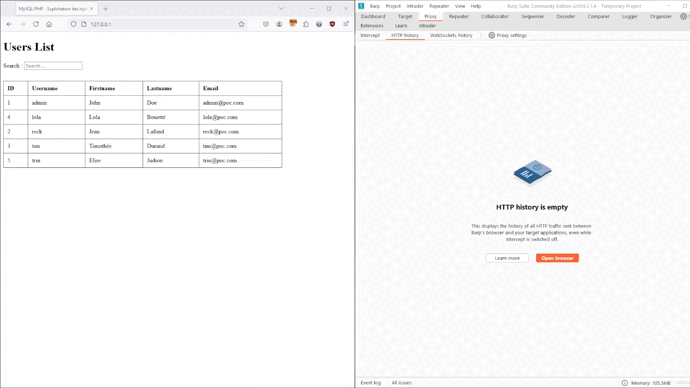 MySQL/PHP - Exploitation des inje
127.0.0.1
Users List
Search : Search ...
ID Username Firstname Lastname Email
1 admin John Doe admin@poc.com
4 lola Lola Bouetté lola@poc.com
2 reck Jean Lafond reck@poc.com
3 tim Timothée Durand tim@poc.com
5 trin Elise Judson trin@poc.com
Burp Project Intruder Repeater View Help
Burp Suite Community Edition v2024.2.1.4 - Temporary Project
Dashboard Target Proxy Repeater Collaborator Sequencer Decoder Comparer Logger Organizer
Extensions Learn Intruder
Intercept HTTP history WebSockets history Proxy settings
HTTP history is empty
This displays the history of all HTTP traffic sent between
Burp's browser and your target applications, even while
intercept is switched off.
Learn more Open browser
Event log All issues
Memory: 105.5MB